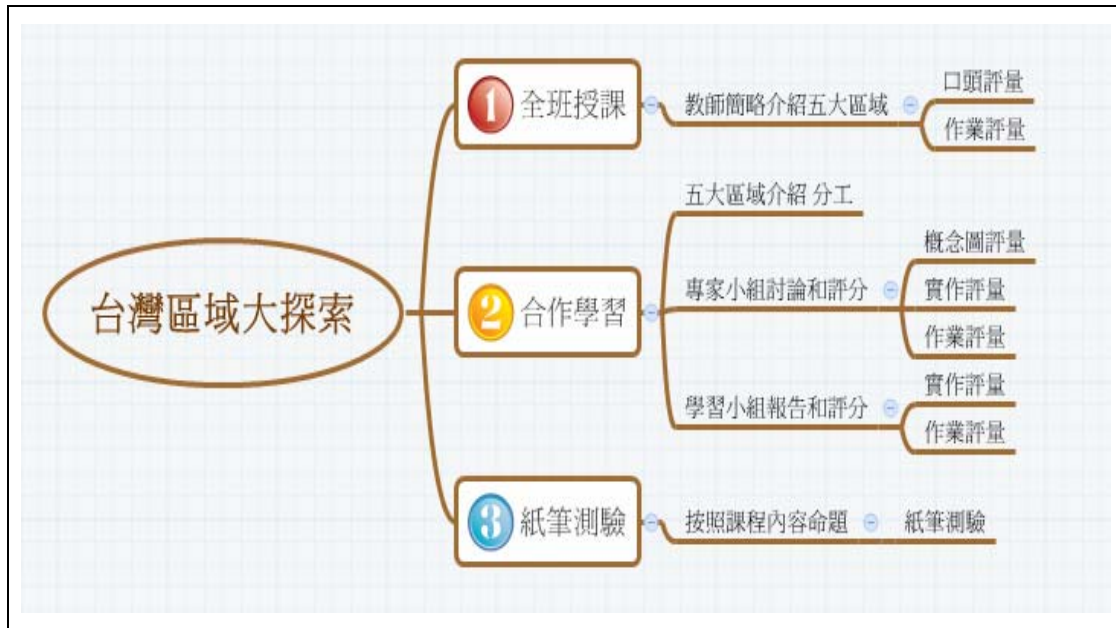 台灣區域大探索
1 全班授課
教師簡略介紹五大區域
口頭評量
作業評量
2 合作學習
五大區域介紹 分工
專家小組討論和評分
概念圖評量
實作評量
作業評量
學習小組報告和評分
實作評量
作業評量
3 紙筆測驗
按照課程內容命題
紙筆測驗